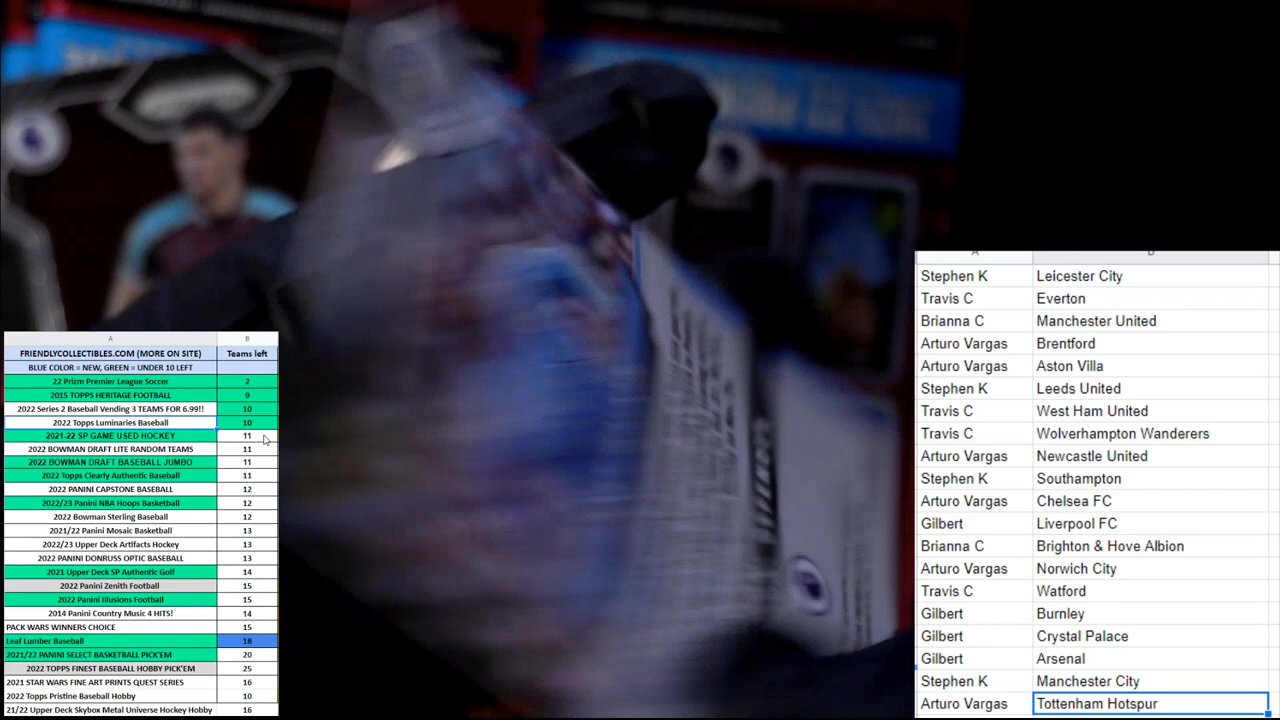 A B
FRIENDLYCOLLECTIBLES.COM (MORE ON SITE) Teams left
BLUE COLOR = NEW, GREEN = UNDER 10 LEFT
22 Prizm Premier League Soccer 2
2015 TOPPS HERITAGE FOOTBALL 9
2022 Series 2 Baseball Vending 3 TEAMS FOR 6.99!! 10
2022 Topps Luminaries Baseball 10
2021-22 SP GAME USED HOCKEY 11
2022 BOWMAN DRAFT LITE RANDOM TEAMS 11
2022 BOWMAN DRAFT BASEBALL JUMBO 11
2022 Topps Clearly Authentic Baseball 11
2022 PANINI CAPSTONE BASEBALL 12
2022/23 Panini NBA Hoops Basketball 12
2022 Bowman Sterling Baseball 12
2021/22 Panini Mosaic Basketball 13
2022/23 Upper Deck Artifacts Hockey 13
2022 PANINI DONRUSS OPTIC BASEBALL 13
2021 Upper Deck SP Authentic Golf 14
2022 Panini Zenith Football 15
2022 Panini Illusions Football 15
2014 Panini Country Music 4 HITS! 14
PACK WARS WINNERS CHOICE 15
Leaf Lumber Baseball 18
2021/22 PANINI SELECT BASKETBALL PICK'EM 20
2022 TOPPS FINEST BASEBALL HOBBY PICK'EM 25
2021 STAR WARS FINE ART PRINTS QUEST SERIES 16
2022 Topps Pristine Baseball Hobby 10
21/22 Upper Deck Skybox Metal Universe Hockey Hobby 16
Stephen K Leicester City
Travis C Everton
Brianna C Manchester United
Arturo Vargas Brentford
Arturo Vargas Aston Villa
Stephen K Leeds United
Travis C West Ham United
Travis C Wolverhampton Wanderers
Arturo Vargas Newcastle United
Stephen K Southampton
Arturo Vargas Chelsea FC
Gilbert Liverpool FC
Brianna C Brighton & Hove Albion
Arturo Vargas Norwich City
Travis C Watford
Gilbert Burnley
Gilbert Crystal Palace
Gilbert Arsenal
Stephen K Manchester City
Arturo Vargas Tottenham Hotspur